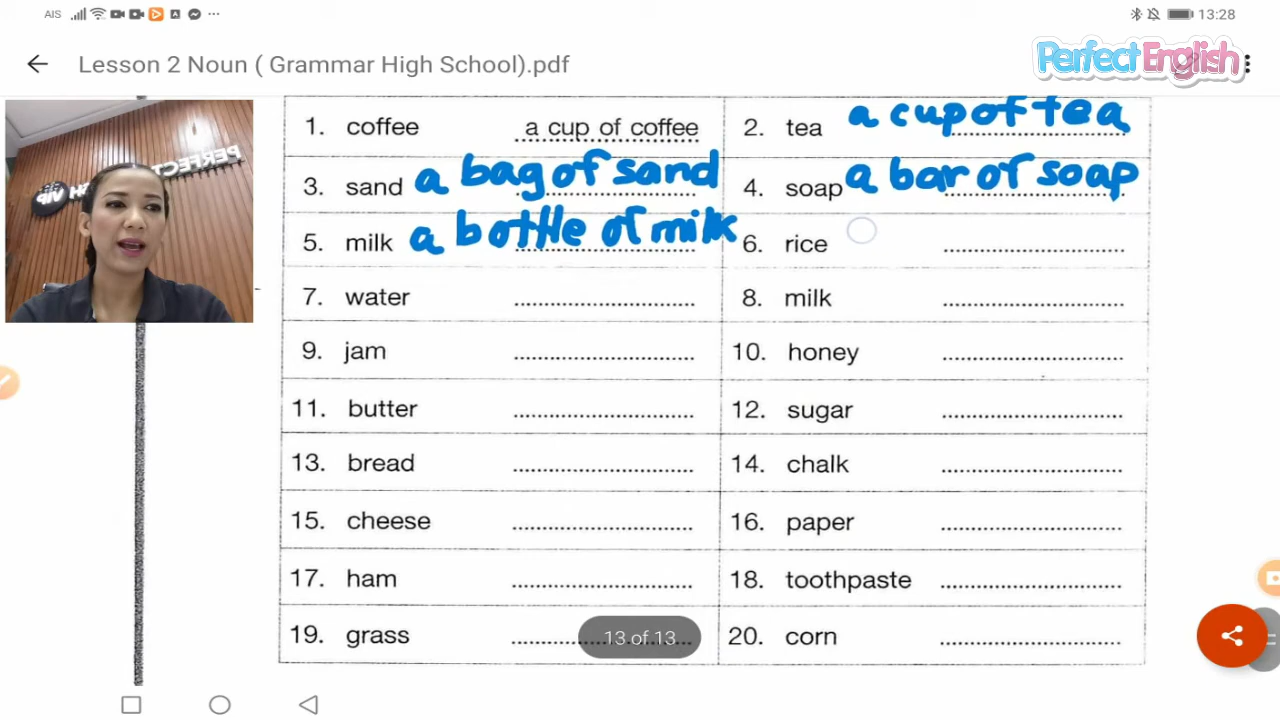 AIS 13:28
Lesson 2 Noun ( Grammar High School).pdf
Perfect English
1. coffee a cup of coffee 2. tea a cup of tea
3. sand a bag of sand 4. soap a bar of soap
5. milk a bottle of milk 6. rice
7. water 8. milk
9. jam 10. honey
11. butter 12. sugar
13. bread 14. chalk
15. cheese 16. paper
17. ham 18. toothpaste
19. grass 20. corn
13 of 13